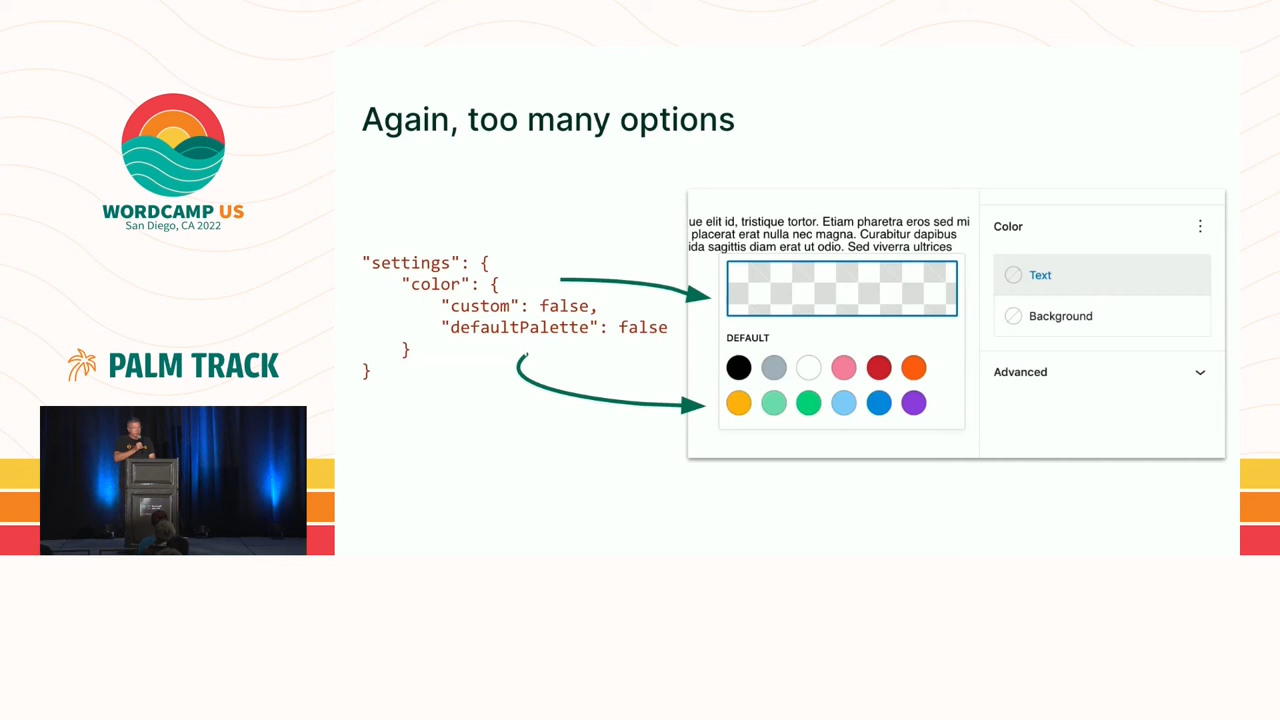 WORDCAMP US
San Diego, CA 2022
PALM TRACK
Again, too many options
"settings": {
"color": {
"custom": false,
"defaultPalette": false
}
}
ue elit id, tristique tortor. Etiam pharetra eros sed mi
placerat erat nulla nec magna. Curabitur dapibus
ida sagittis diam erat ut odio. Sed viverra ultrices
DEFAULT
Color
Text
Background
Advanced